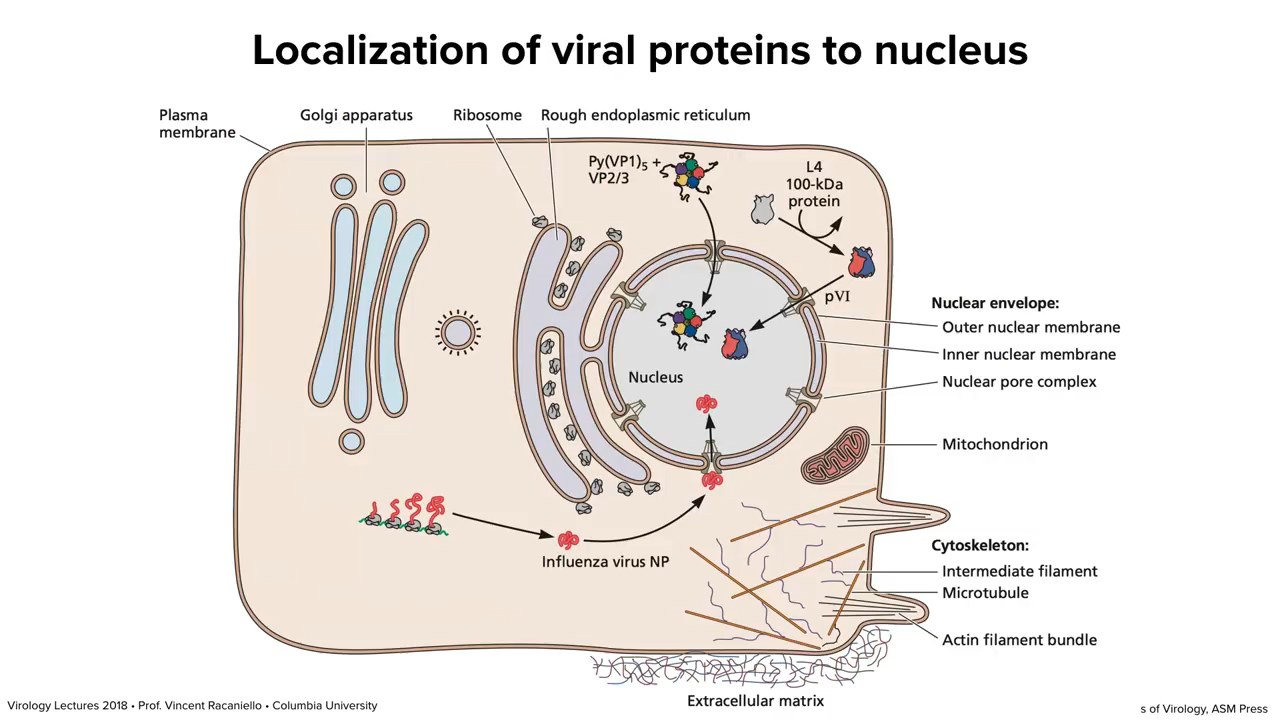 Localization of viral proteins to nucleus
Plasma
membrane
Golgi apparatus
Ribosome
Rough endoplasmic reticulum
Py(VP1)5 +
VP2/3
L4
100-kDa
protein
pVI
Nuclear envelope:
Outer nuclear membrane
Inner nuclear membrane
Nuclear pore complex
Nucleus
Mitochondrion
Influenza virus NP
Cytoskeleton:
Intermediate filament
Microtubule
Actin filament bundle
Extracellular matrix
Virology Lectures 2018 • Prof. Vincent Racaniello • Columbia University
s of Virology, ASM Press